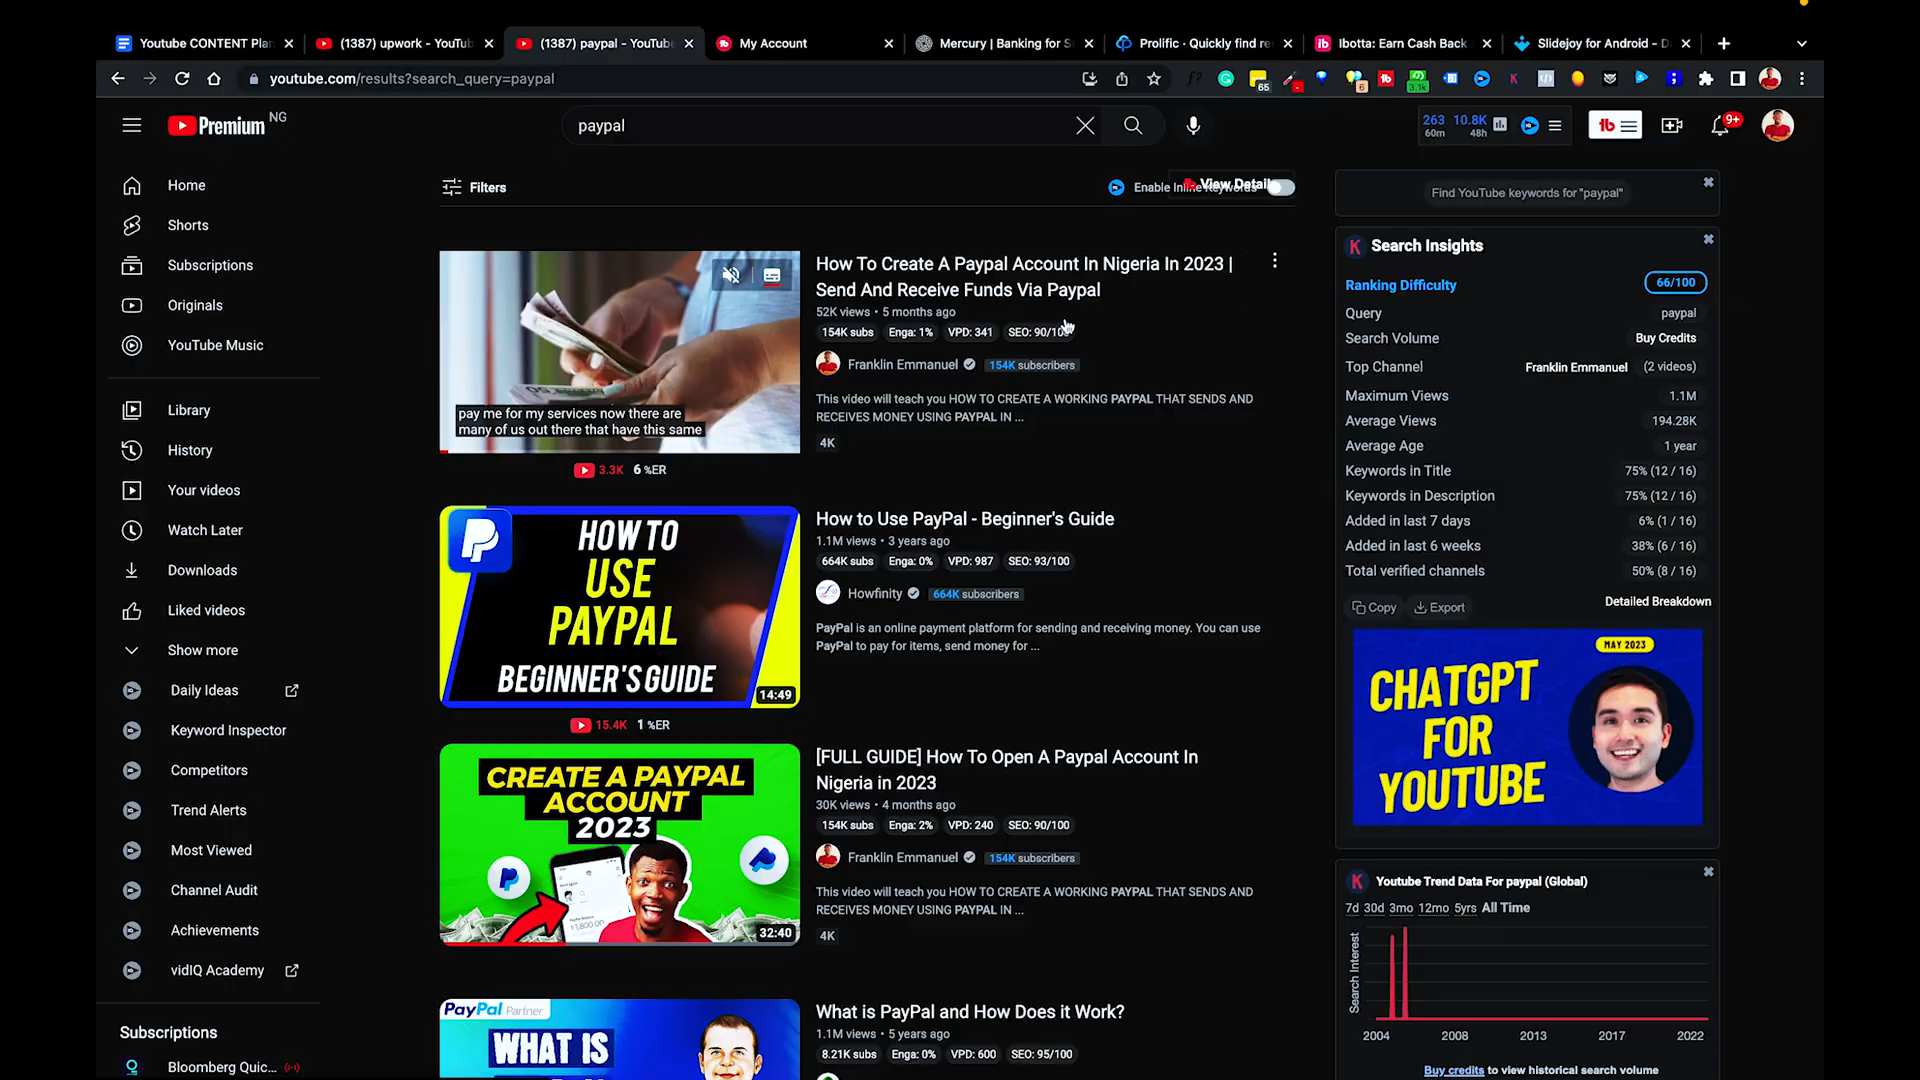 Youtube CONTENT Plan
(1387) upwork - YouTub
(1387) paypal - YouTube
My Account
Mercury | Banking for S
Prolific · Quickly find re
Ibotta: Earn Cash Back
Slidejoy for Android - D
youtube.com/results?search_query=paypal
65
6
3.1k
Premium NG
paypal
263 10.8K
60m 48h
9+
Home
Shorts
Subscriptions
Originals
YouTube Music
Library
History
Your videos
Watch Later
Downloads
Liked videos
Show more
Daily Ideas
Keyword Inspector
Competitors
Trend Alerts
Most Viewed
Channel Audit
Achievements
vidIQ Academy
Subscriptions
Bloomberg Quic...
Filters
Enable Inline Keywords
View Details
pay me for my services now there are
many of us out there that have this same
3.3K 6 %ER
How To Create A Paypal Account In Nigeria In 2023 |
Send And Receive Funds Via Paypal
52K views • 5 months ago
154K subs Enga: 1% VPD: 341 SEO: 90/100
Franklin Emmanuel 154K subscribers
This video will teach you HOW TO CREATE A WORKING PAYPAL THAT SENDS AND
RECEIVES MONEY USING PAYPAL IN ...
4K
HOW TO
USE
PAYPAL
BEGINNER'S GUIDE
14:49
15.4K 1 %ER
How to Use PayPal - Beginner's Guide
1.1M views • 3 years ago
664K subs Enga: 0% VPD: 987 SEO: 93/100
Howfinity 664K subscribers
PayPal is an online payment platform for sending and receiving money. You can use
PayPal to pay for items, send money for ...
CREATE A PAYPAL
ACCOUNT
2023
32:40
[FULL GUIDE] How To Open A Paypal Account In
Nigeria in 2023
30K views • 4 months ago
154K subs Enga: 2% VPD: 240 SEO: 90/100
Franklin Emmanuel 154K subscribers
This video will teach you HOW TO CREATE A WORKING PAYPAL THAT SENDS AND
RECEIVES MONEY USING PAYPAL IN ...
4K
PayPal Partner
WHAT IS
What is PayPal and How Does it Work?
1.1M views • 5 years ago
8.21K subs Enga: 0% VPD: 600 SEO: 95/100
Find YouTube keywords for "paypal"
K Search Insights
Ranking Difficulty 66/100
Query paypal
Search Volume Buy Credits
Top Channel Franklin Emmanuel (2 videos)
Maximum Views 1.1M
Average Views 194.28K
Average Age 1 year
Keywords in Title 75% (12 / 16)
Keywords in Description 75% (12 / 16)
Added in last 7 days 6% (1 / 16)
Added in last 6 weeks 38% (6 / 16)
Total verified channels 50% (8 / 16)
Copy Export Detailed Breakdown
MAY 2023
CHATGPT
FOR
YOUTUBE
K Youtube Trend Data For paypal (Global)
7d 30d 3mo 12mo 5yrs All Time
Search Interest
2004 2008 2013 2017 2022
Buy credits to view historical search volume